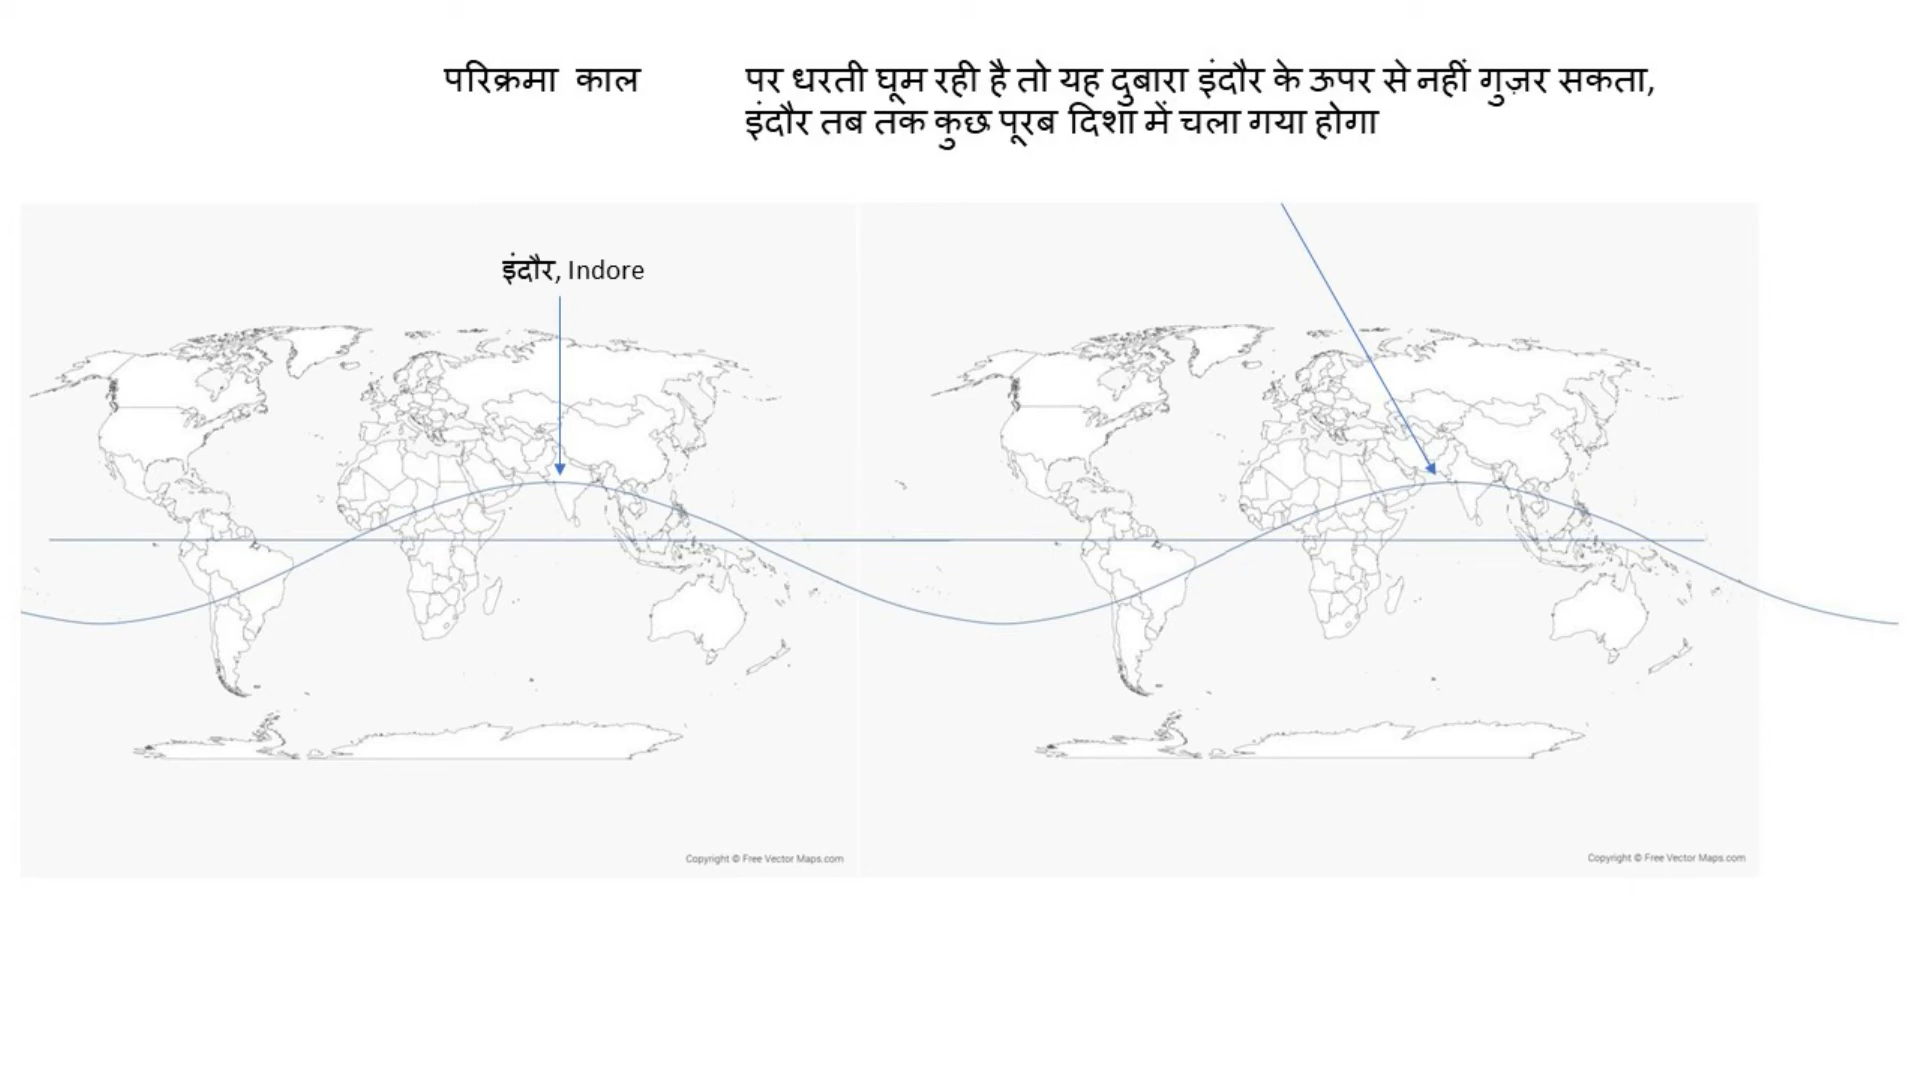 परिक्रमा काल
पर धरती घूम रही है तो यह दुबारा इंदौर के ऊपर से नहीं गुज़र सकता,
इंदौर तब तक कुछ पूरब दिशा में चला गया होगा
इंदौर, Indore
Copyright © Free Vector Maps.com
Copyright © Free Vector Maps.com